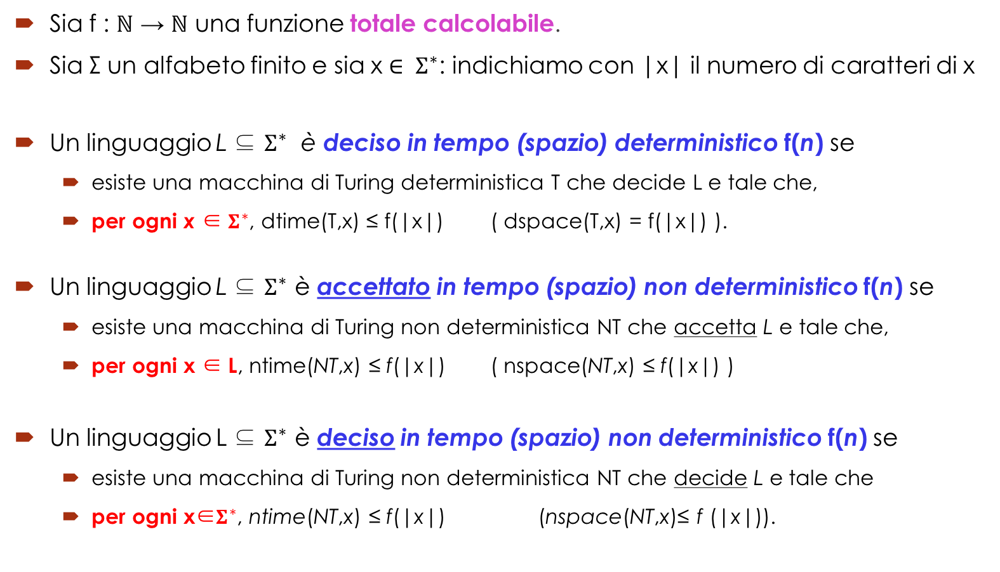 Sia f : ℕ → ℕ una funzione totale calcolabile.
Sia Σ un alfabeto finito e sia x ∈ Σ*: indichiamo con |x| il numero di caratteri di x
Un linguaggio L ⊆ Σ* è deciso in tempo (spazio) deterministico f(n) se
esiste una macchina di Turing deterministica T che decide L e tale che,
per ogni x ∈ Σ*, dtime(T,x) ≤ f(|x|) ( dspace(T,x) = f(|x|) ).
Un linguaggio L ⊆ Σ* è accettato in tempo (spazio) non deterministico f(n) se
esiste una macchina di Turing non deterministica NT che accetta L e tale che,
per ogni x ∈ L, ntime(NT,x) ≤ f(|x|) ( nspace(NT,x) ≤ f(|x|) )
Un linguaggio L ⊆ Σ* è deciso in tempo (spazio) non deterministico f(n) se
esiste una macchina di Turing non deterministica NT che decide L e tale che
per ogni x∈Σ*, ntime(NT,x) ≤ f(|x|) (nspace(NT,x)≤ f (|x|)).